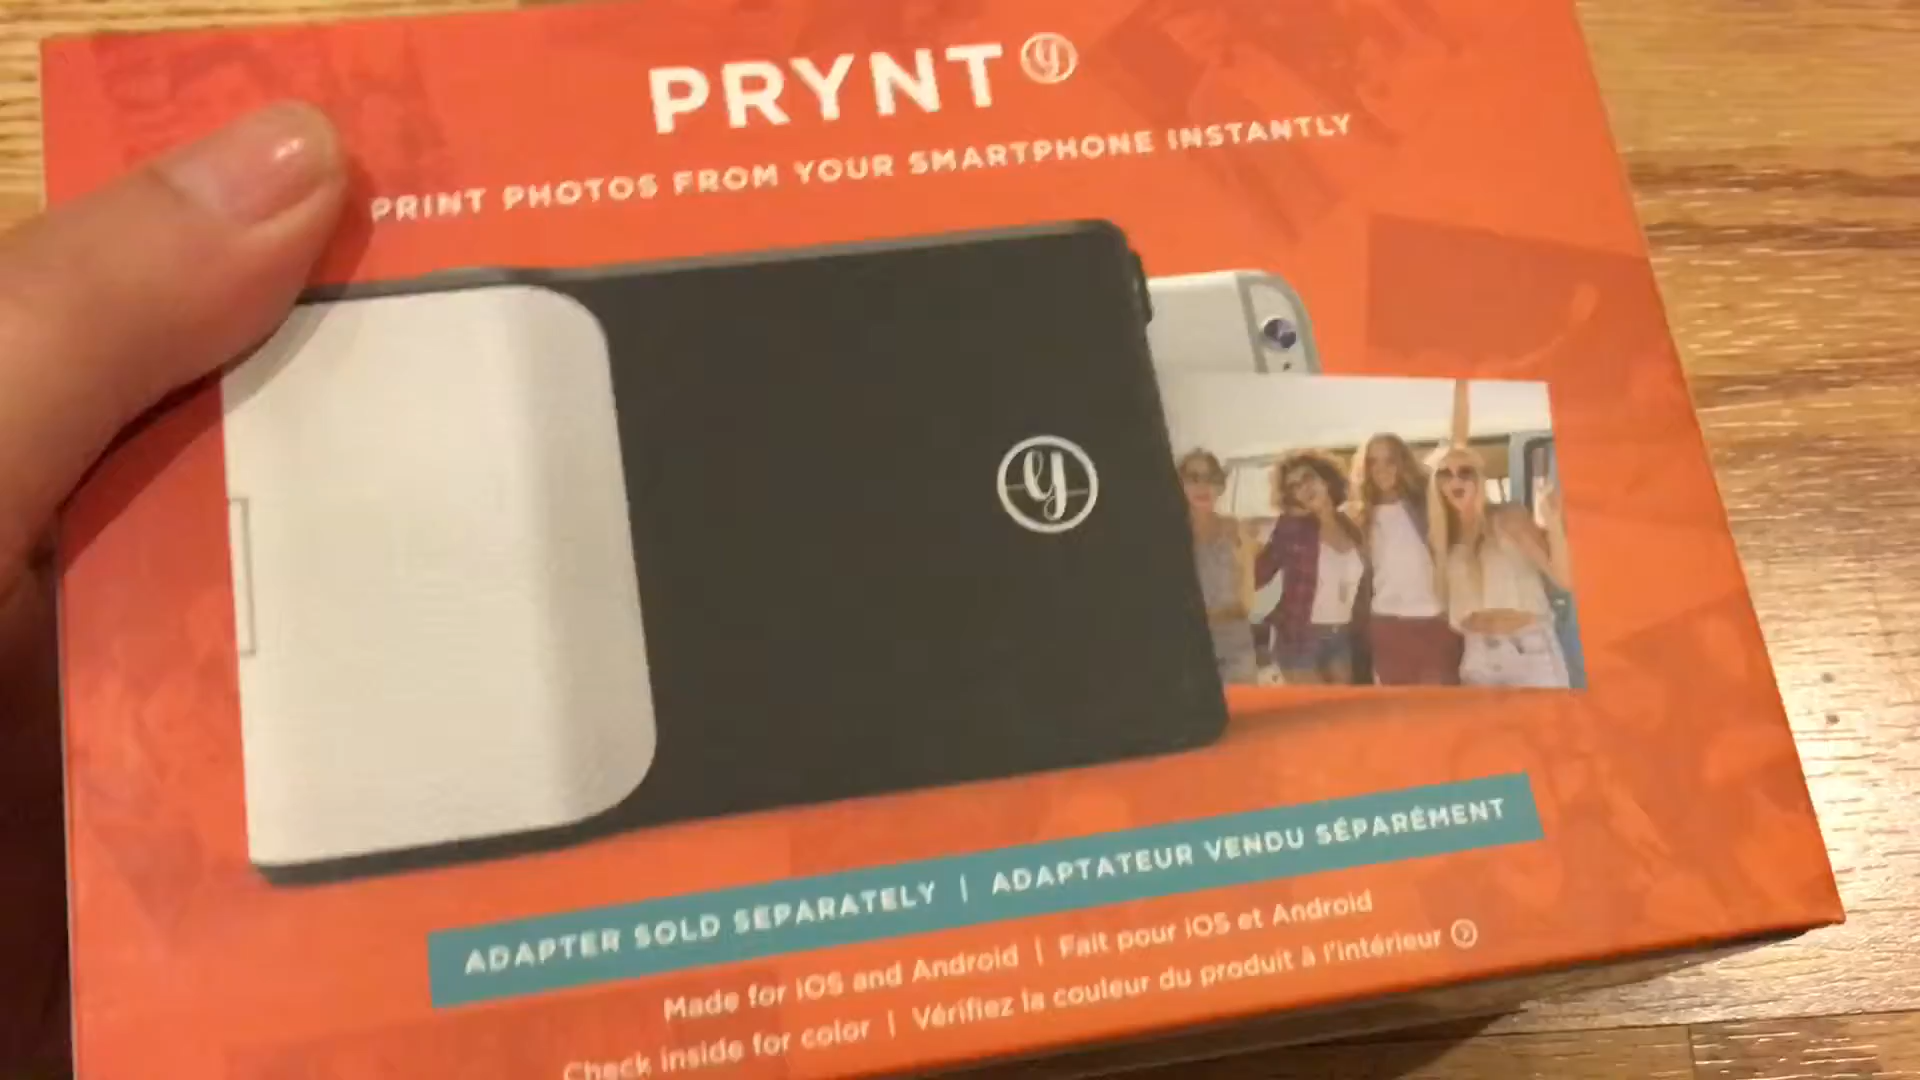 PRYNT
PRINT PHOTOS FROM YOUR SMARTPHONE INSTANTLY
y
ADAPTER SOLD SEPARATELY | ADAPTATEUR VENDU SÉPARÉMENT
Made for iOS and Android | Fait pour iOS et Android
Check inside for color | Vérifiez la couleur du produit à l'intérieur